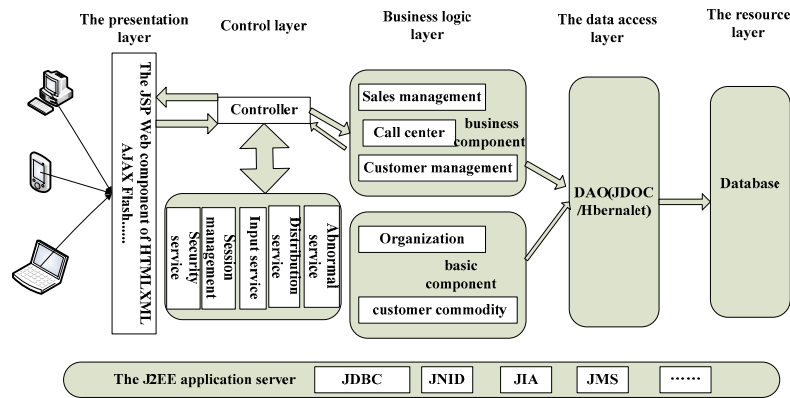 The presentation
layer
Control layer
Business logic
layer
The data access
layer
The resource
layer
The JSP Web component of HTMLXML
AJAX Flash......
Controller
Security
service
Session
management
Input service
Distribution
service
Abnormal
service
Sales management
Call center
business
component
Customer management
Organization
basic
component
customer commodity
DAO(JDOC
/Hbernalet)
Database
The J2EE application server
JDBC
JNID
JIA
JMS
……